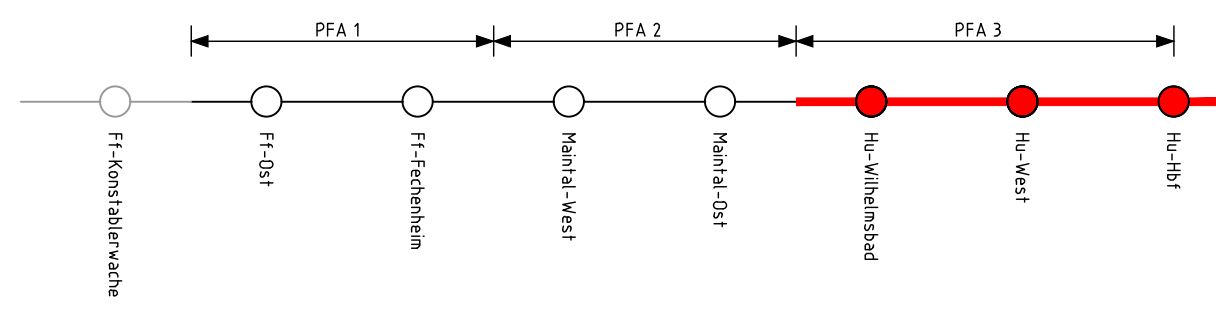 PFA 1
PFA 2
PFA 3
Ff-Konstablerwache
Ff-Ost
Ff-Fechenheim
Maintal-West
Maintal-Ost
Hu-Wilhelmsbad
Hu-West
Hu-Hbf